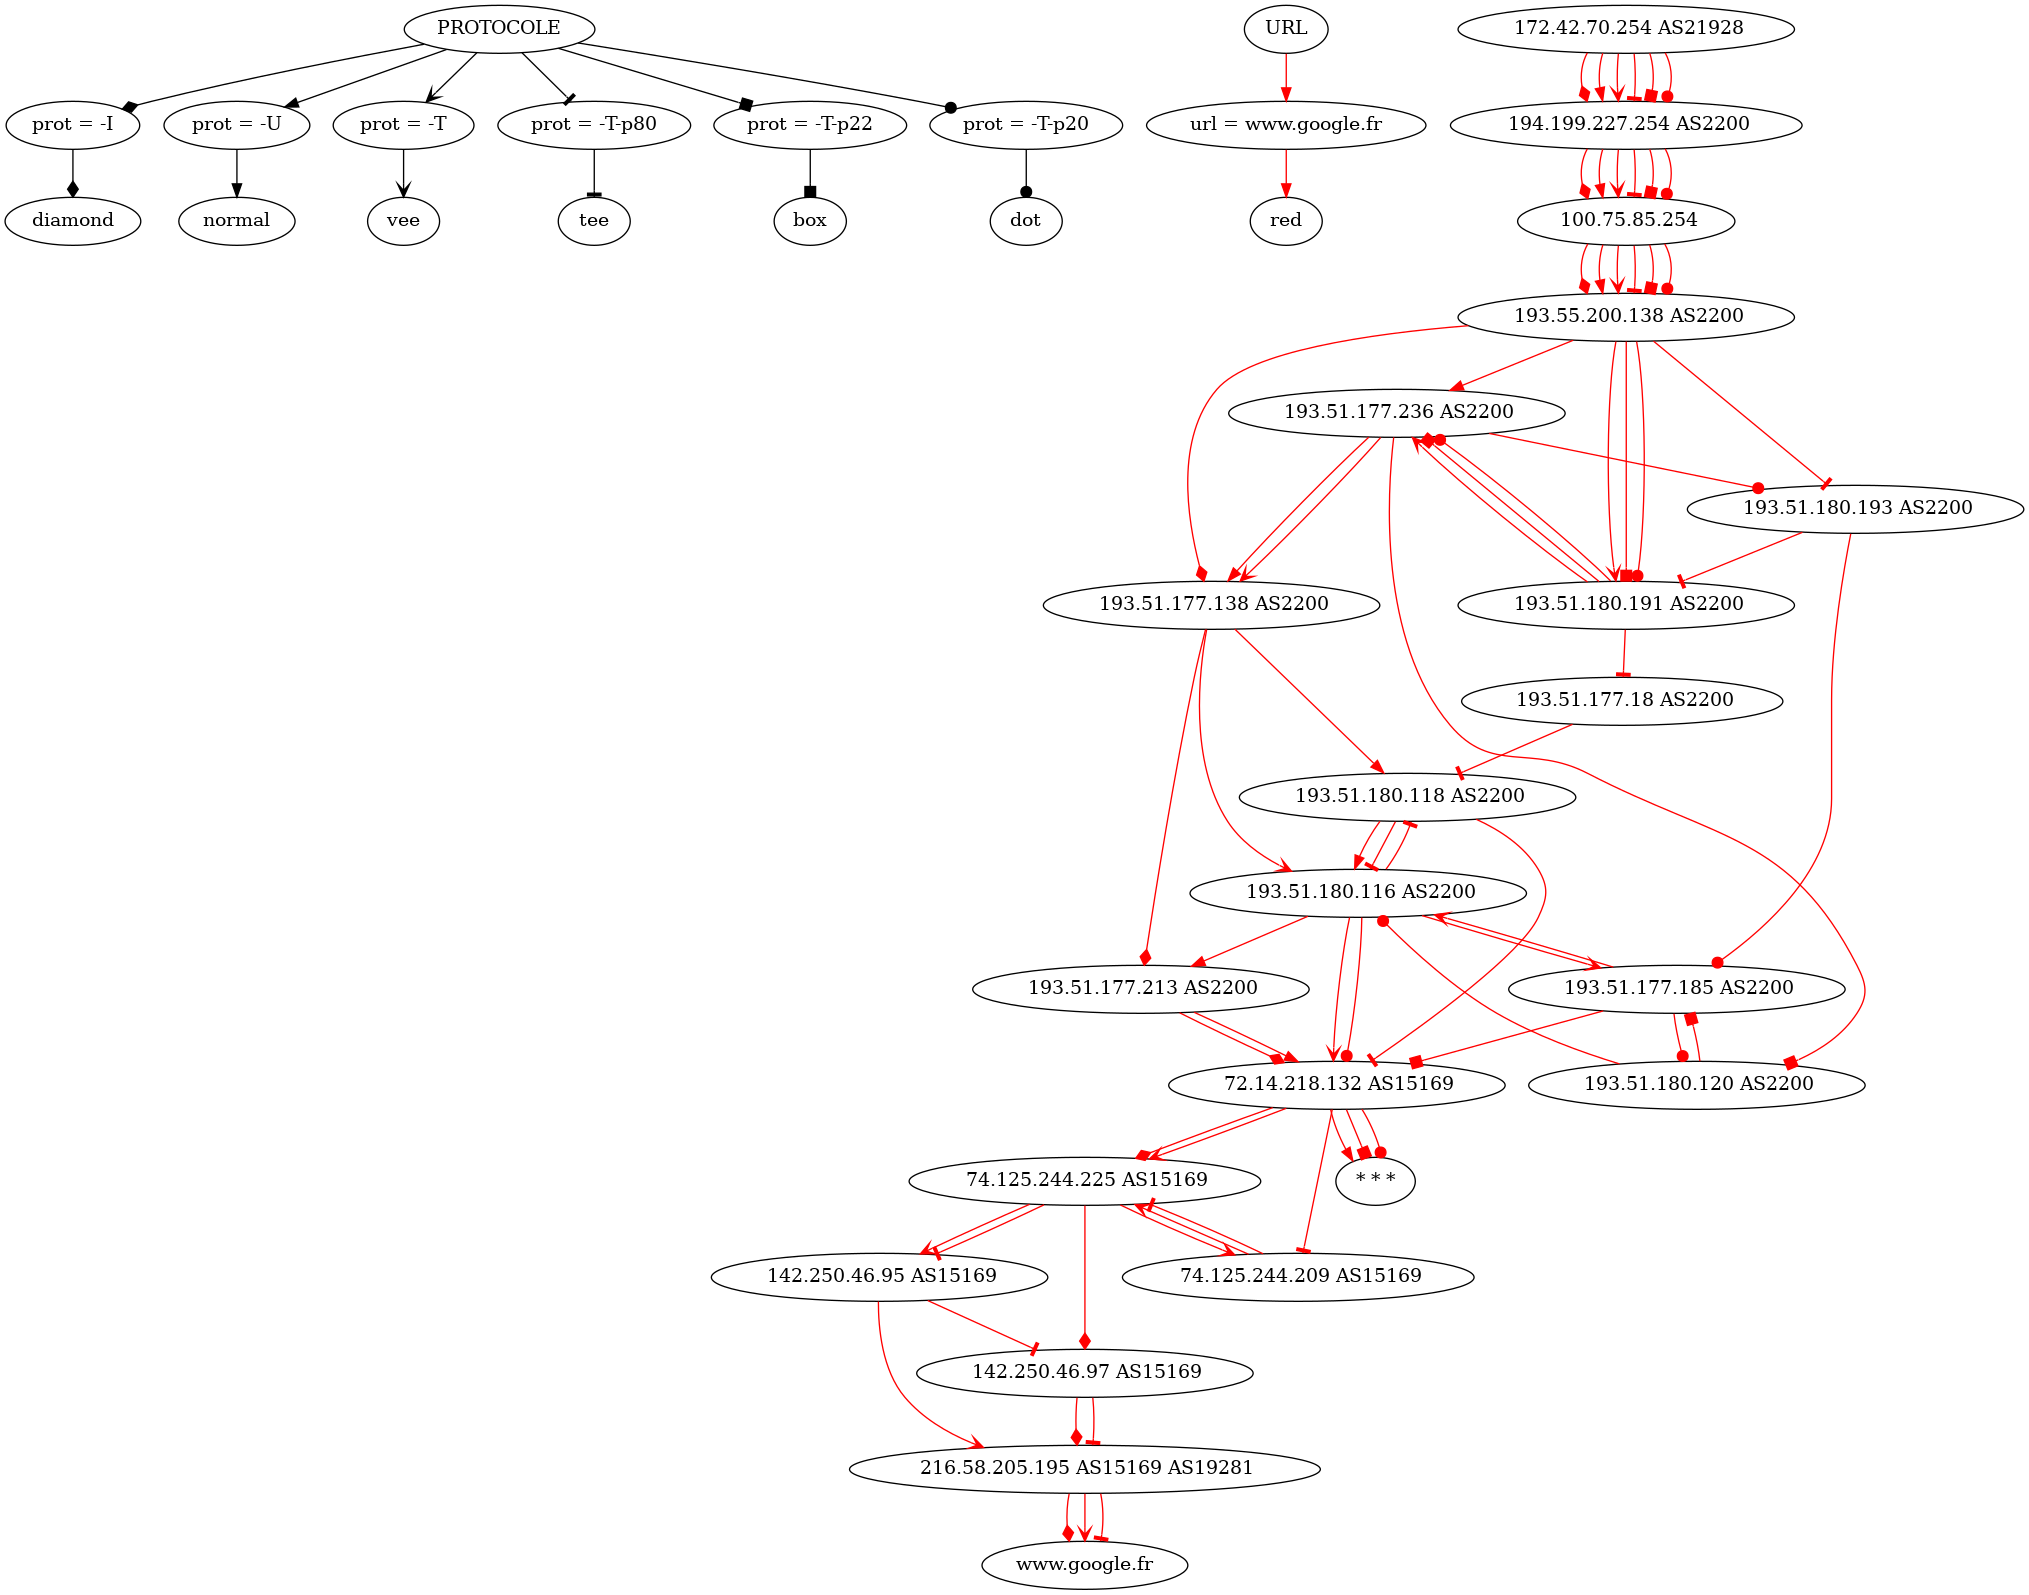 PROTOCOLE
URL
172.42.70.254 AS21928
prot = -I
prot = -U
prot = -T
prot = -T-p80
prot = -T-p22
prot = -T-p20
url = www.google.fr
194.199.227.254 AS2200
diamond
normal
vee
tee
box
dot
red
100.75.85.254
193.55.200.138 AS2200
193.51.177.236 AS2200
193.51.180.193 AS2200
193.51.177.138 AS2200
193.51.180.191 AS2200
193.51.177.18 AS2200
193.51.180.118 AS2200
193.51.180.116 AS2200
193.51.177.213 AS2200
193.51.177.185 AS2200
72.14.218.132 AS15169
193.51.180.120 AS2200
74.125.244.225 AS15169
* * *
142.250.46.95 AS15169
74.125.244.209 AS15169
142.250.46.97 AS15169
216.58.205.195 AS15169 AS19281
www.google.fr